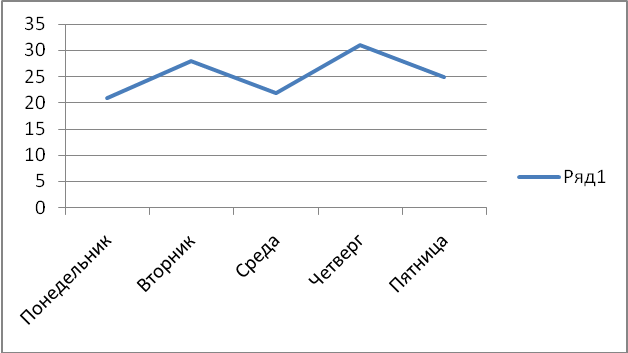 35
30
25
20
15
10
5
0
Понедельник
Вторник
Среда
Четверг
Пятница
Ряд1